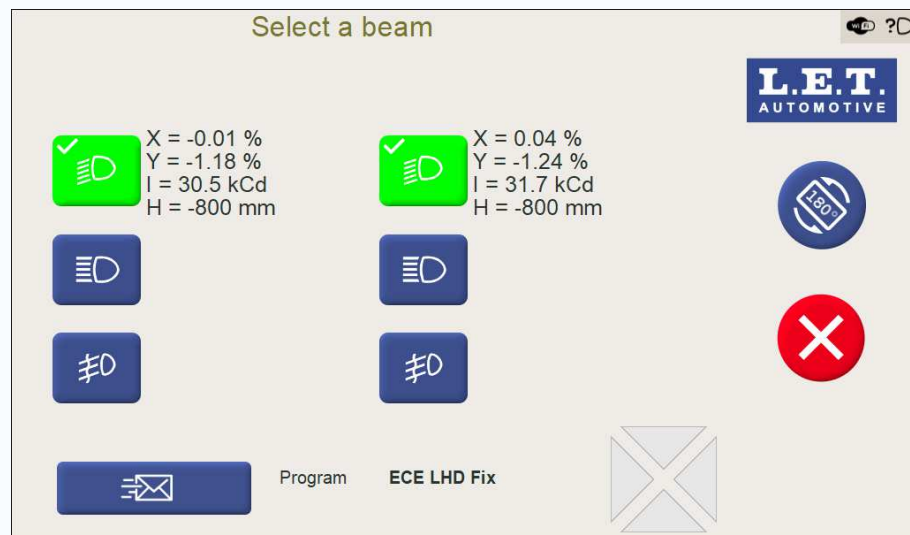 Select a beam
WiFi
?
L.E.T.
AUTOMOTIVE
X = -0.01 %
Y = -1.18 %
I = 30.5 kCd
H = -800 mm
X = 0.04 %
Y = -1.24 %
I = 31.7 kCd
H = -800 mm
180°
Program
ECE LHD Fix